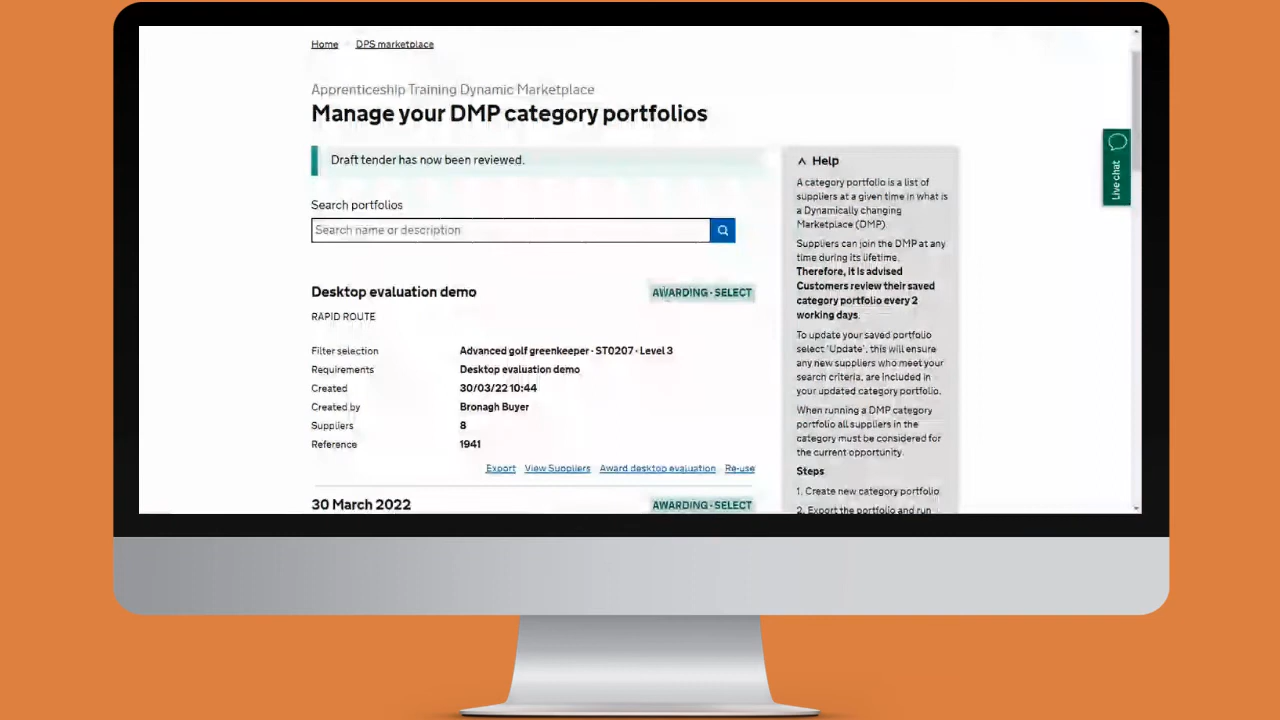 Home
DPS marketplace
Apprenticeship Training Dynamic Marketplace
Manage your DMP category portfolios
Draft tender has now been reviewed.
Search portfolios
Search name or description
Desktop evaluation demo
AWARDING - SELECT
RAPID ROUTE
Filter selection
Advanced golf greenkeeper - ST0207 - Level 3
Requirements
Desktop evaluation demo
Created
30/03/22 10:44
Created by
Bronagh Buyer
Suppliers
8
Reference
1941
Export
View Suppliers
Award desktop evaluation
Re-use
30 March 2022
AWARDING - SELECT
Help
A category portfolio is a list of
suppliers at a given time in what is
a Dynamically changing
Marketplace (DMP)
Suppliers can join the DMP at any
time during its lifetime.
Therefore, it is advised
Customers review their saved
category portfolio every 2
working days.
To update your saved portfolio
select 'Update', this will ensure
any new suppliers who meet your
search criteria, are included in
your updated category portfolio.
When running a DMP category
portfolio all suppliers in the
category must be considered for
the current opportunity.
Steps
1. Create new category portfolio
2. Export the portfolio and run
Live chat